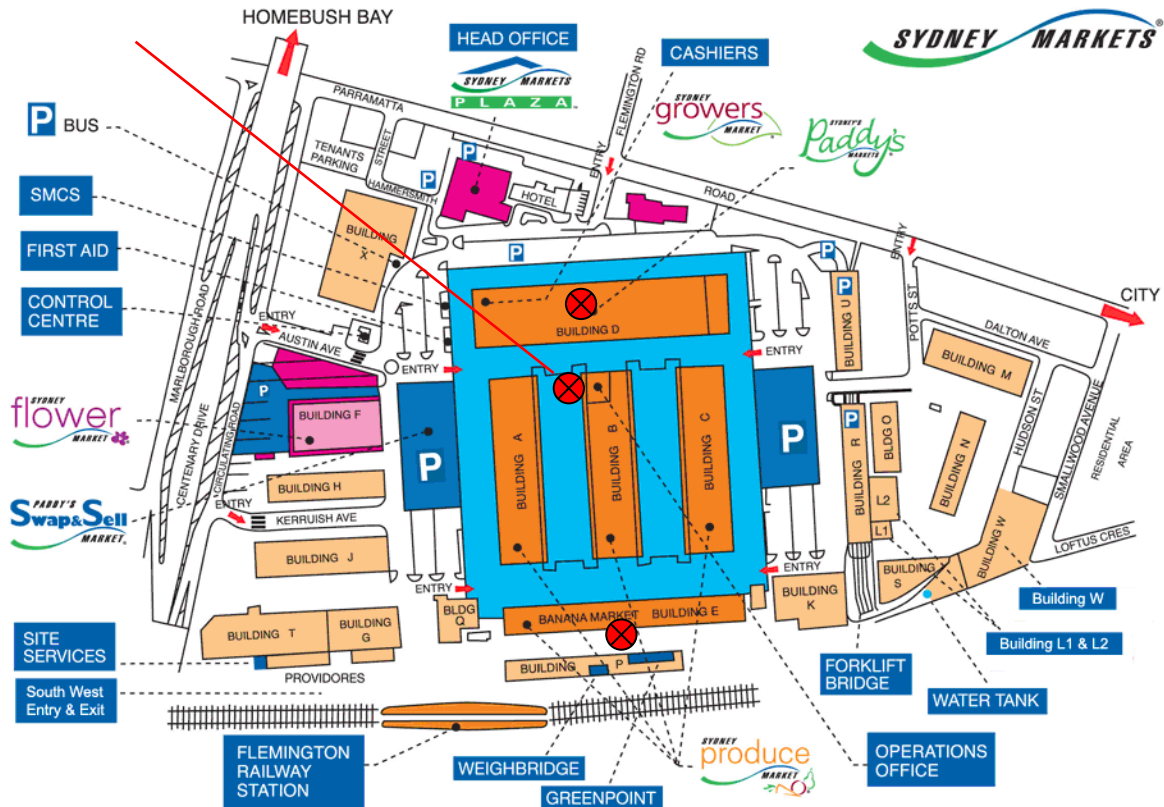 HOMEBUSH BAY
SYDNEY MARKETS
HEAD OFFICE
SYDNEY MARKETS
PLAZA
CASHIERS
FLEMINGTON RD
SYDNEY
growers
MARKET
SYDNEY'S
Paddy's
MARKETS
P BUS
PARRAMATTA
ROAD
TENANTS
PARKING
STREET
HAMMERSMITH
P
P
HOTEL
ENTRY
SMCS
FIRST AID
CONTROL
CENTRE
BUILDING
X
P
P
P
ENTRY
CITY
BUILDING D
BUILDING U
POTTS ST
DALTON AVE
MARLBOROUGH ROAD
ENTRY
AUSTIN AVE
ENTRY
ENTRY
BUILDING M
HUDSON ST
SMALLWOOD AVENUE
RESIDENTIAL
AREA
SYDNEY
flower
MARKET
P
BUILDING F
P
BUILDING A
BUILDING B
BUILDING C
P
P
BUILDING R
BLDG O
BUILDING N
CENTENARY DRIVE
CIRCULATING ROAD
PADDY'S
Swap&Sell
MARKET
BUILDING H
ENTRY
KERRUISH AVE
L2
L1
BUILDING W
LOFTUS CRES
BUILDING J
ENTRY
ENTRY
BUILDING
S
BUILDING
K
BLDG
Q
BANANA MARKET BUILDING E
Building W
BUILDING T
BUILDING
G
SITE
SERVICES
PROVIDORES
BUILDING P
Building L1 & L2
FORKLIFT
BRIDGE
WATER TANK
South West
Entry & Exit
FLEMINGTON
RAILWAY
STATION
WEIGHBRIDGE
GREENPOINT
SYDNEY
produce
MARKET
OPERATIONS
OFFICE